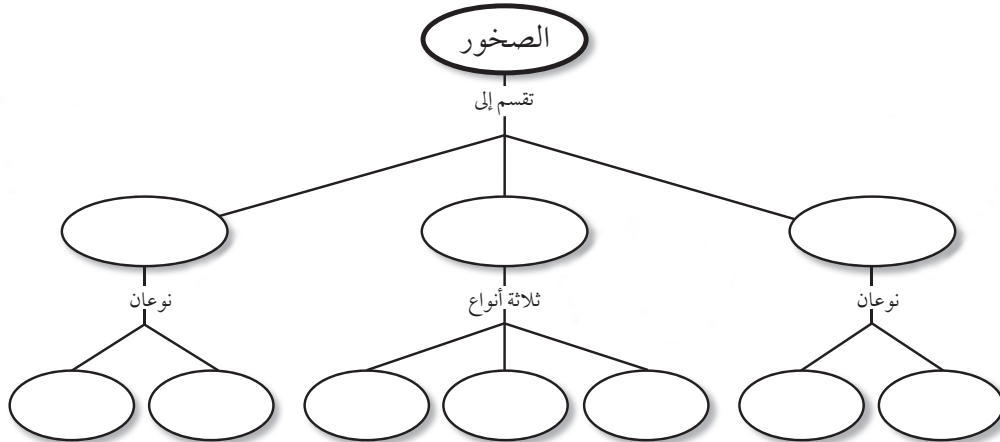 الصخور
تقسم إلى
نوعان
ثلاثة أنواع
نوعان